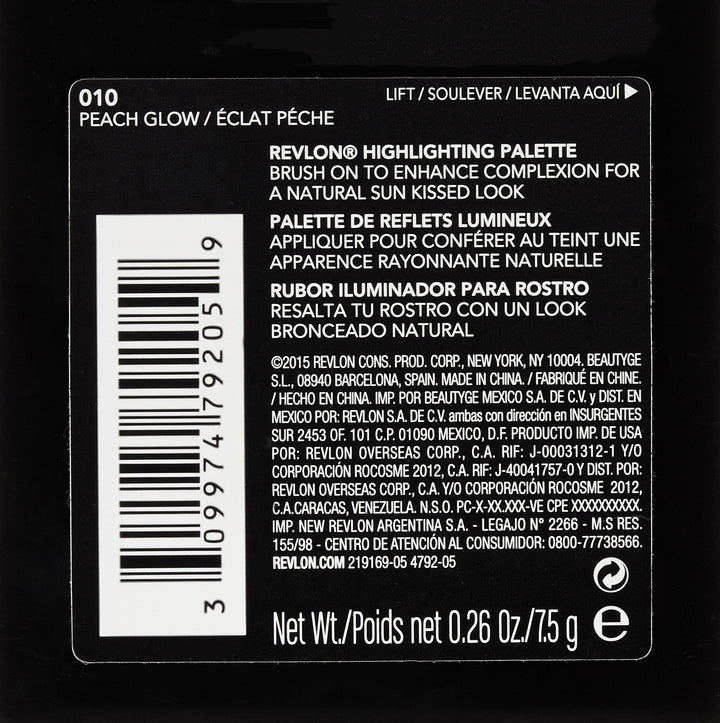 010
LIFT / SOULEVER / LEVANTA AQUÍ ▶
PEACH GLOW / ÉCLAT PÉCHE
REVLON® HIGHLIGHTING PALETTE
BRUSH ON TO ENHANCE COMPLEXION FOR
A NATURAL SUN KISSED LOOK
PALETTE DE REFLETS LUMINEUX
APPLIQUER POUR CONFÉRER AU TEINT UNE
APPARENCE RAYONNANTE NATURELLE
RUBOR ILUMINADOR PARA ROSTRO
RESALTA TU ROSTRO CON UN LOOK
BRONCEADO NATURAL
©2015 REVLON CONS. PROD. CORP., NEW YORK, NY 10004. BEAUTYGE
S.L., 08940 BARCELONA, SPAIN. MADE IN CHINA. / FABRIQUÉ EN CHINE.
/ HECHO EN CHINA. IMP. POR BEAUTYGE MEXICO S.A. DE C.V. y DIST. EN
MEXICO POR: REVLON S.A. DE C.V. ambas con dirección en INSURGENTES
SUR 2453 OF. 101 C.P. 01090 MEXICO, D.F. PRODUCTO IMP. DE USA
POR: REVLON OVERSEAS CORP., C.A. RIF: J-00031312-1 Y/O
CORPORACIÓN ROCOSME 2012, C.A. RIF: J-40041757-0 Y DIST. POR:
REVLON OVERSEAS CORP., C.A. Y/O CORPORACIÓN ROCOSME 2012,
C.A.CARACAS, VENEZUELA. N.S.O. PC-X-XX.XXX-VE CPE XXXXXXXXXX.
IMP. NEW REVLON ARGENTINA S.A. - LEGAJO N° 2266 - M.S RES.
155/98 - CENTRO DE ATENCIÓN AL CONSUMIDOR: 0800-77738566.
REVLON.COM 219169-05 4792-05
Net Wt./Poids net 0.26 Oz./7.5 g e
3 09974 79205 9